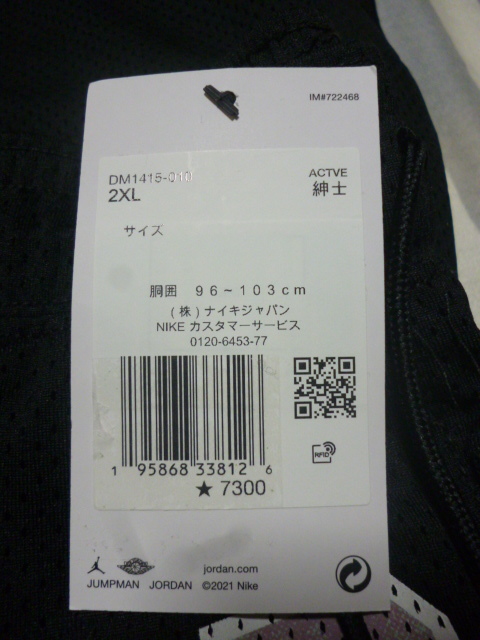 IM#722468
DM1415-010
ACTVE
2XL
紳士
サイズ
胴囲 96~103cm
(株)ナイキジャパン
NIKE カスタマーサービス
0120-6453-77
RFID
1 95868 33812 6
★ 7300
jordan.com
JUMPMAN JORDAN ©2021 Nike